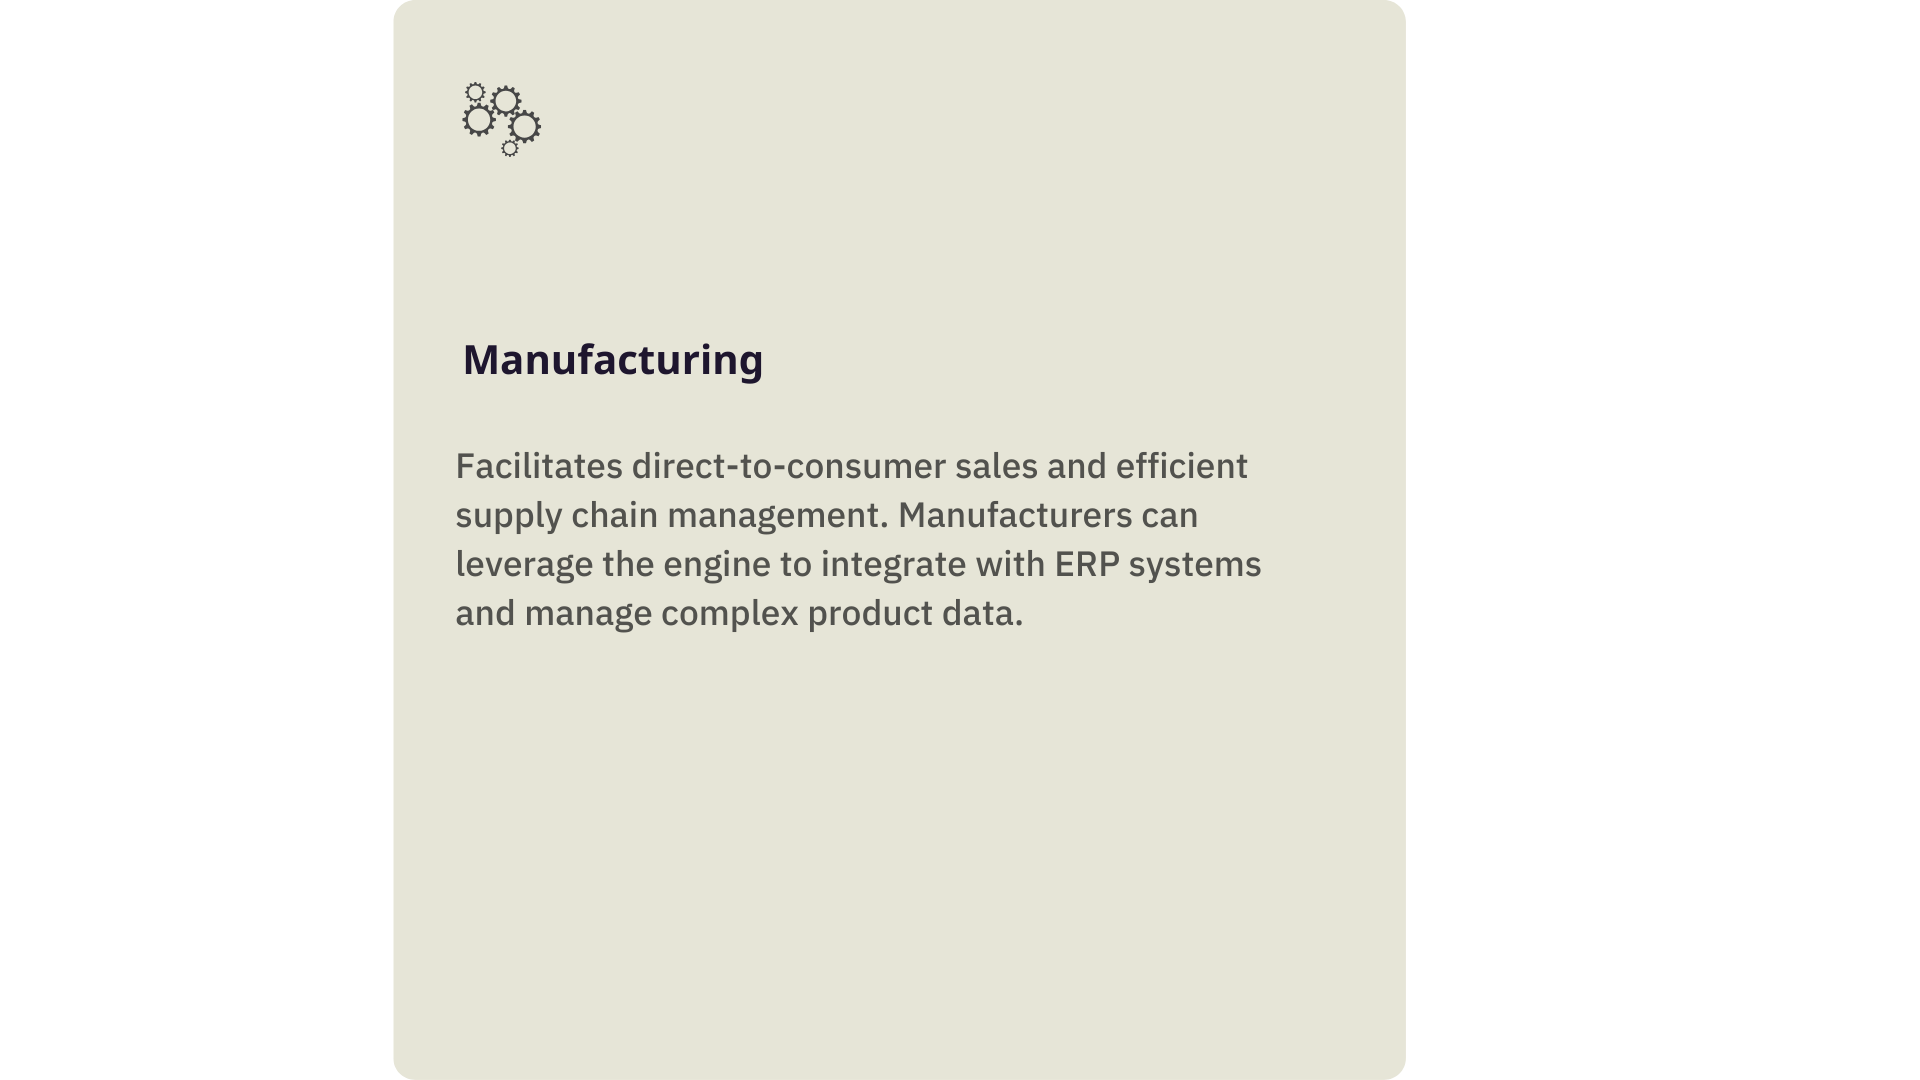 Manufacturing
Facilitates direct-to-consumer sales and efficient
supply chain management. Manufacturers can
leverage the engine to integrate with ERP systems
and manage complex product data.